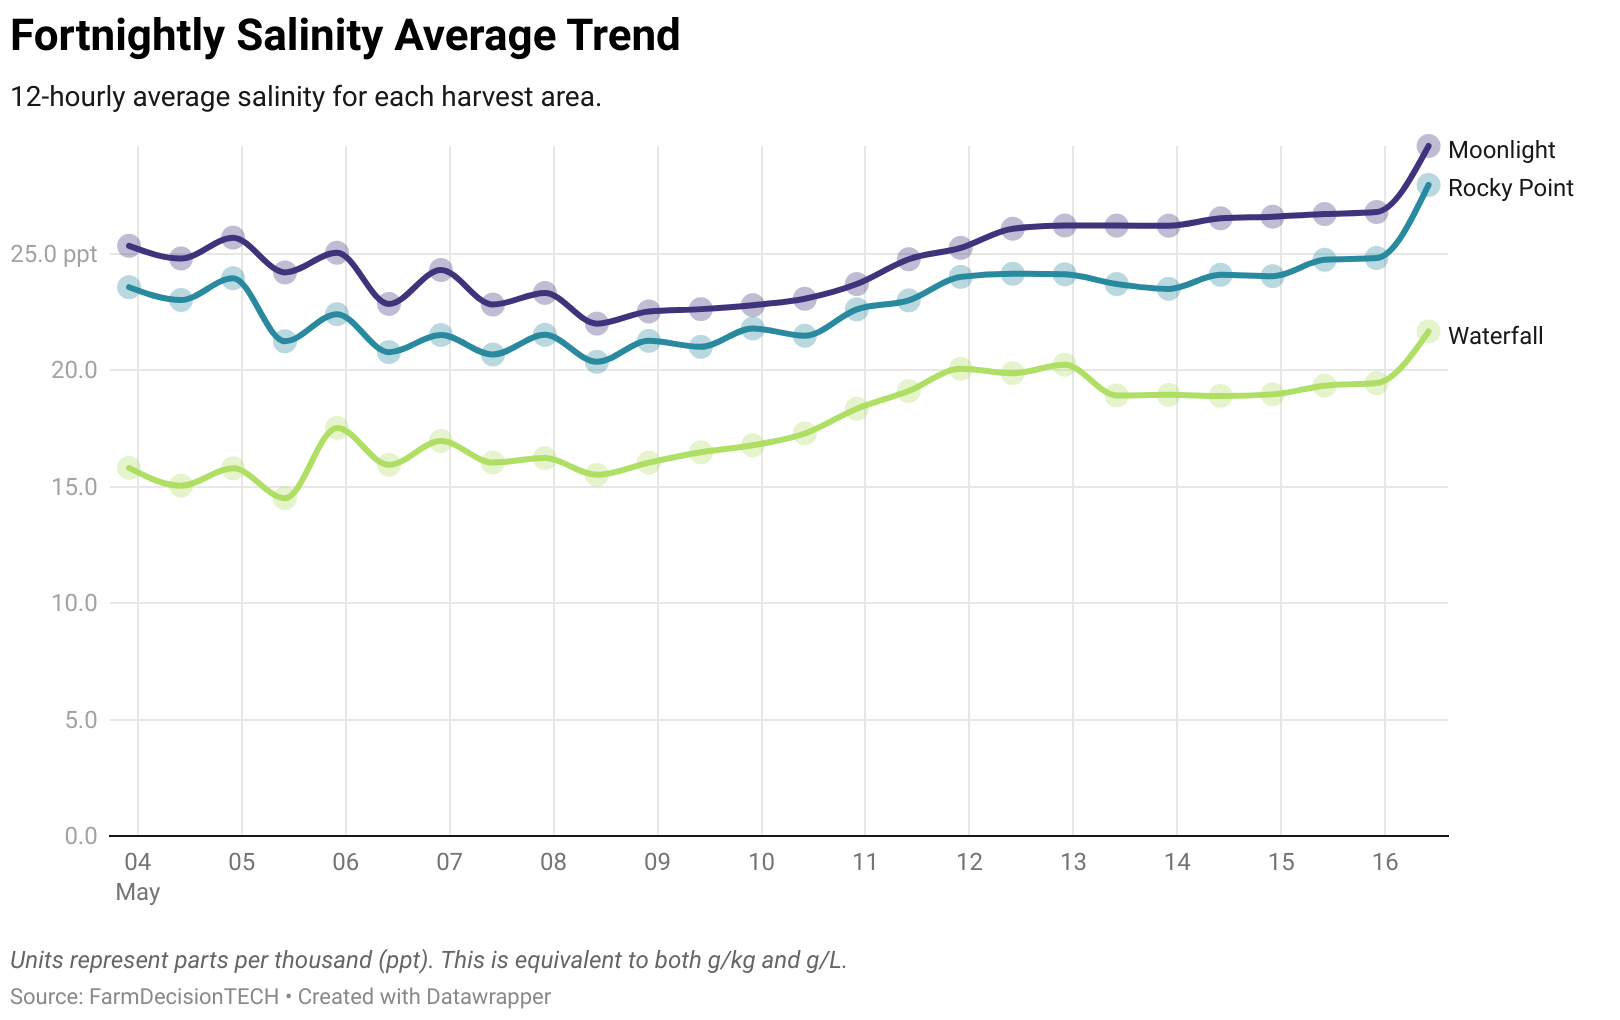 Fortnightly Salinity Average Trend
12-hourly average salinity for each harvest area.
Moonlight
Rocky Point
25.0 ppt
Waterfall
20.0
15.0
10.0
5.0
0.0
04 05 06 07 08 09 10 11 12 13 14 15 16
May
Units represent parts per thousand (ppt). This is equivalent to both g/kg and g/L.
Source: FarmDecisionTECH • Created with Datawrapper